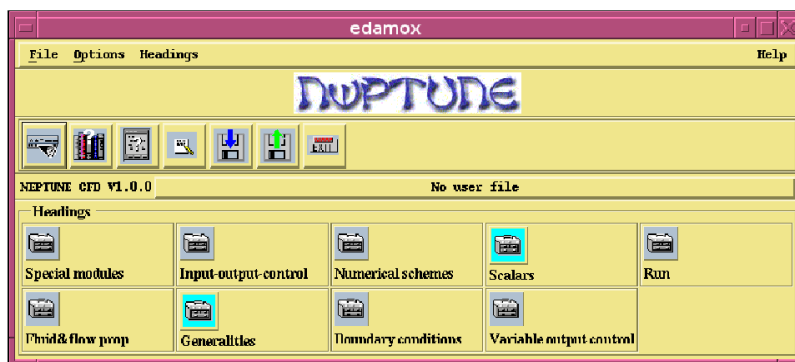 edamox
File Options Headings Help
NEPTUNE
EXIT
NEPTUNE CFD V1.0.0 No user file
Headings
Special modules Input-output-control Numerical schemes Scalars Run
Fluid&flow prop Generalities Boundary conditions Variable output control